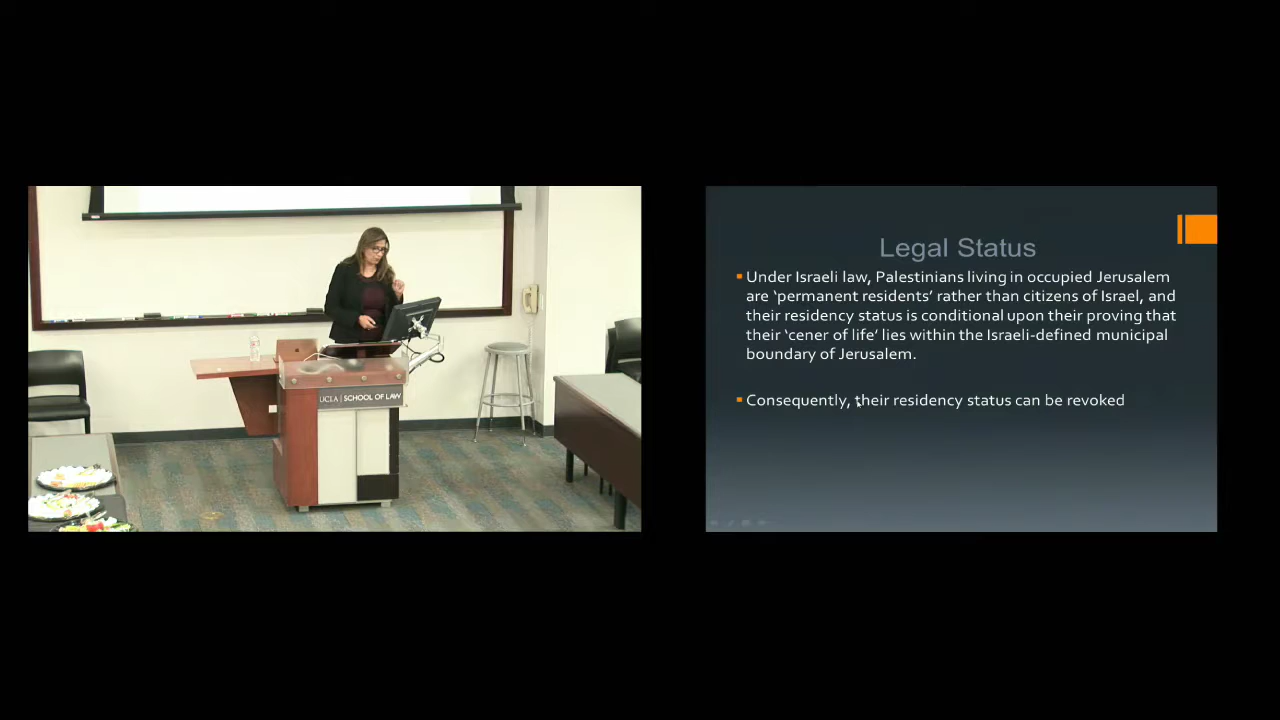 UCLA | SCHOOL OF LAW
Legal Status
Under Israeli law, Palestinians living in occupied Jerusalem
are ‘permanent residents’ rather than citizens of Israel, and
their residency status is conditional upon their proving that
their ‘cener of life’ lies within the Israeli-defined municipal
boundary of Jerusalem.
Consequently, their residency status can be revoked